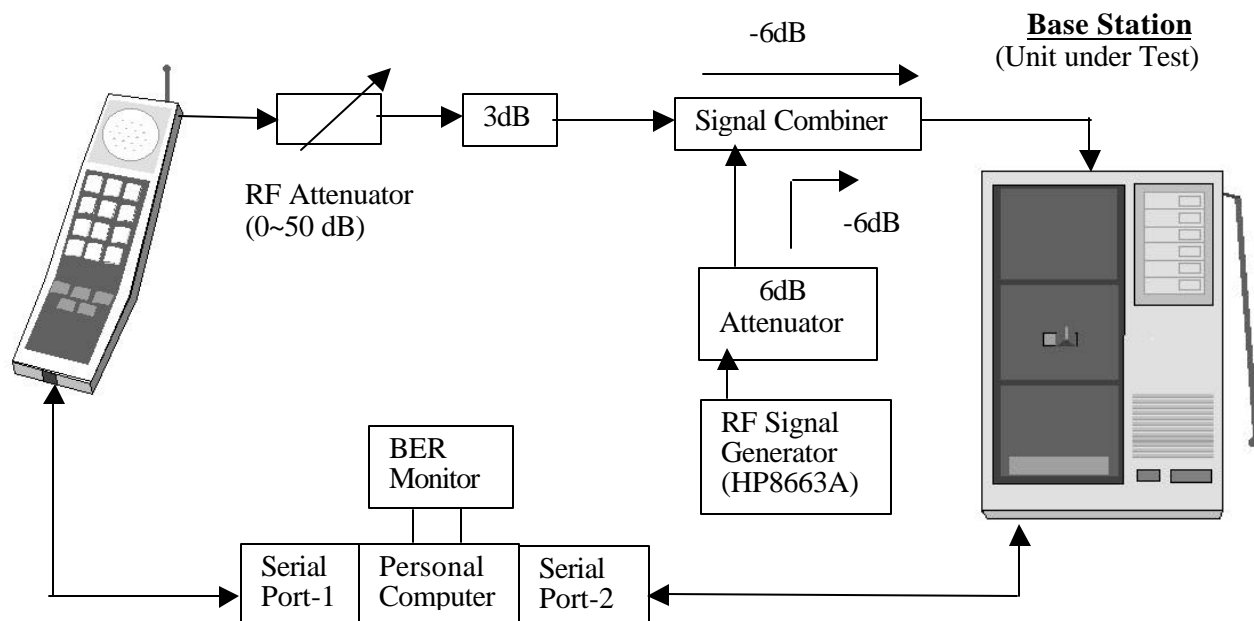 -6dB
Base Station
(Unit under Test)
3dB
Signal Combiner
RF Attenuator
(0~50 dB)
-6dB
6dB
Attenuator
RF Signal
Generator
(HP8663A)
BER
Monitor
Serial
Port-1
Personal
Computer
Serial
Port-2